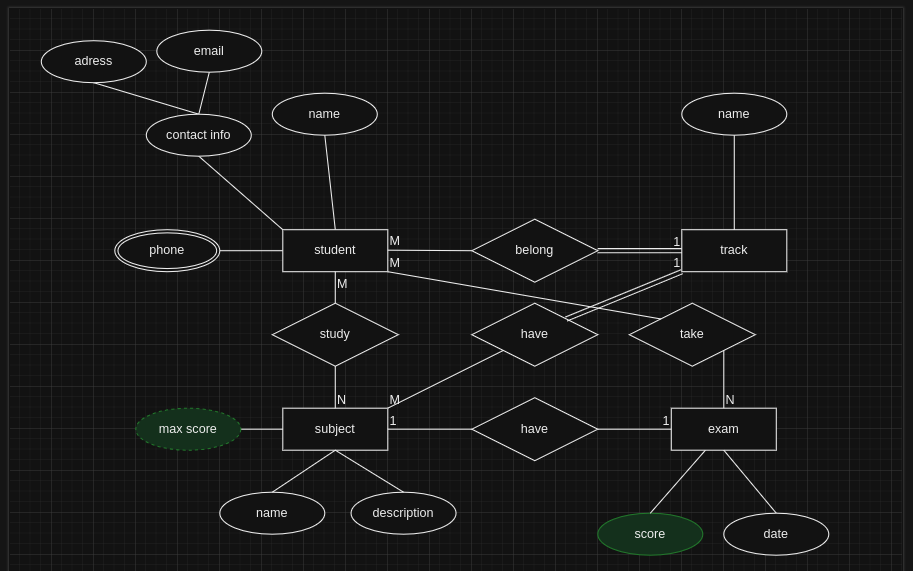 email
adress
name
name
contact info
phone
student
M
belong
1
track
M
1
M
study
have
take
N
M
N
max score
subject
1
have
1
exam
name
description
score
date